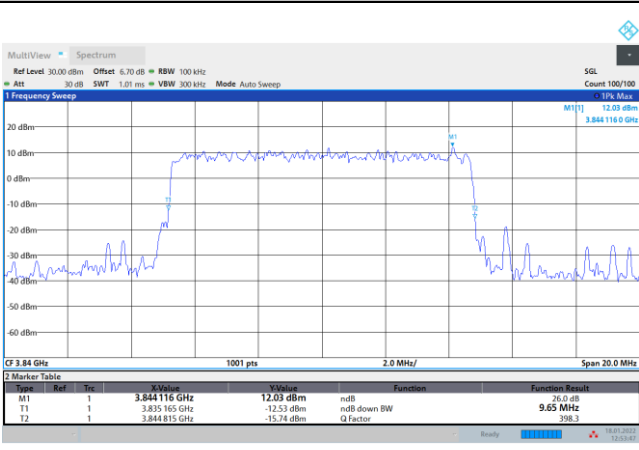 MultiView Spectrum
Ref Level 30.00 dBm Offset 6.70 dB RBW 100 kHz SGL
Att 30 dB SWT 1.01 ms VBW 300 kHz Mode Auto Sweep Count 100/100
1 Frequency Sweep 1Pk Max
M1[1] 12.03 dBm
3.844 116 0 GHz
20 dBm
M1
10 dBm
0 dBm
-10 dBm
T1
T2
-20 dBm
-30 dBm
-40 dBm
-50 dBm
-60 dBm
CF 3.84 GHz 1001 pts 2.0 MHz/ Span 20.0 MHz
2 Marker Table
Type Ref Trc X-Value Y-Value Function Function Result
M1 1 3.844 116 GHz 12.03 dBm ndB 26.0 dB
T1 1 3.835 165 GHz -12.53 dBm ndB down BW 9.65 MHz
T2 1 3.844 815 GHz -15.74 dBm Q Factor 398.3
Ready 18.01.2022
12:53:47